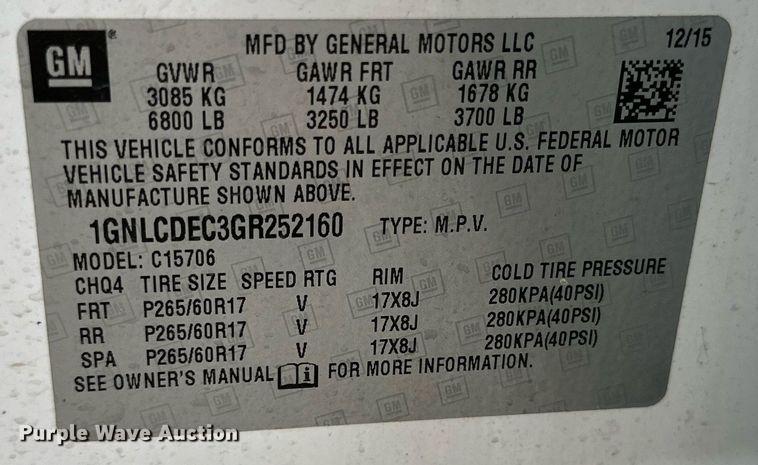 GM® MFD BY GENERAL MOTORS LLC 12/15
GVWR GAWR FRT GAWR RR
3085 KG 1474 KG 1678 KG
6800 LB 3250 LB 3700 LB
THIS VEHICLE CONFORMS TO ALL APPLICABLE U.S. FEDERAL MOTOR
VEHICLE SAFETY STANDARDS IN EFFECT ON THE DATE OF
MANUFACTURE SHOWN ABOVE.
1GNLCDEC3GR252160 TYPE: M.P.V.
MODEL: C15706
CHQ4 TIRE SIZE SPEED RTG RIM COLD TIRE PRESSURE
FRT P265/60R17 V 17X8J 280KPA(40PSI)
RR P265/60R17 V 17X8J 280KPA(40PSI)
SPA P265/60R17 V 17X8J 280KPA(40PSI)
SEE OWNER'S MANUAL i FOR MORE INFORMATION.
Purple Wave Auction